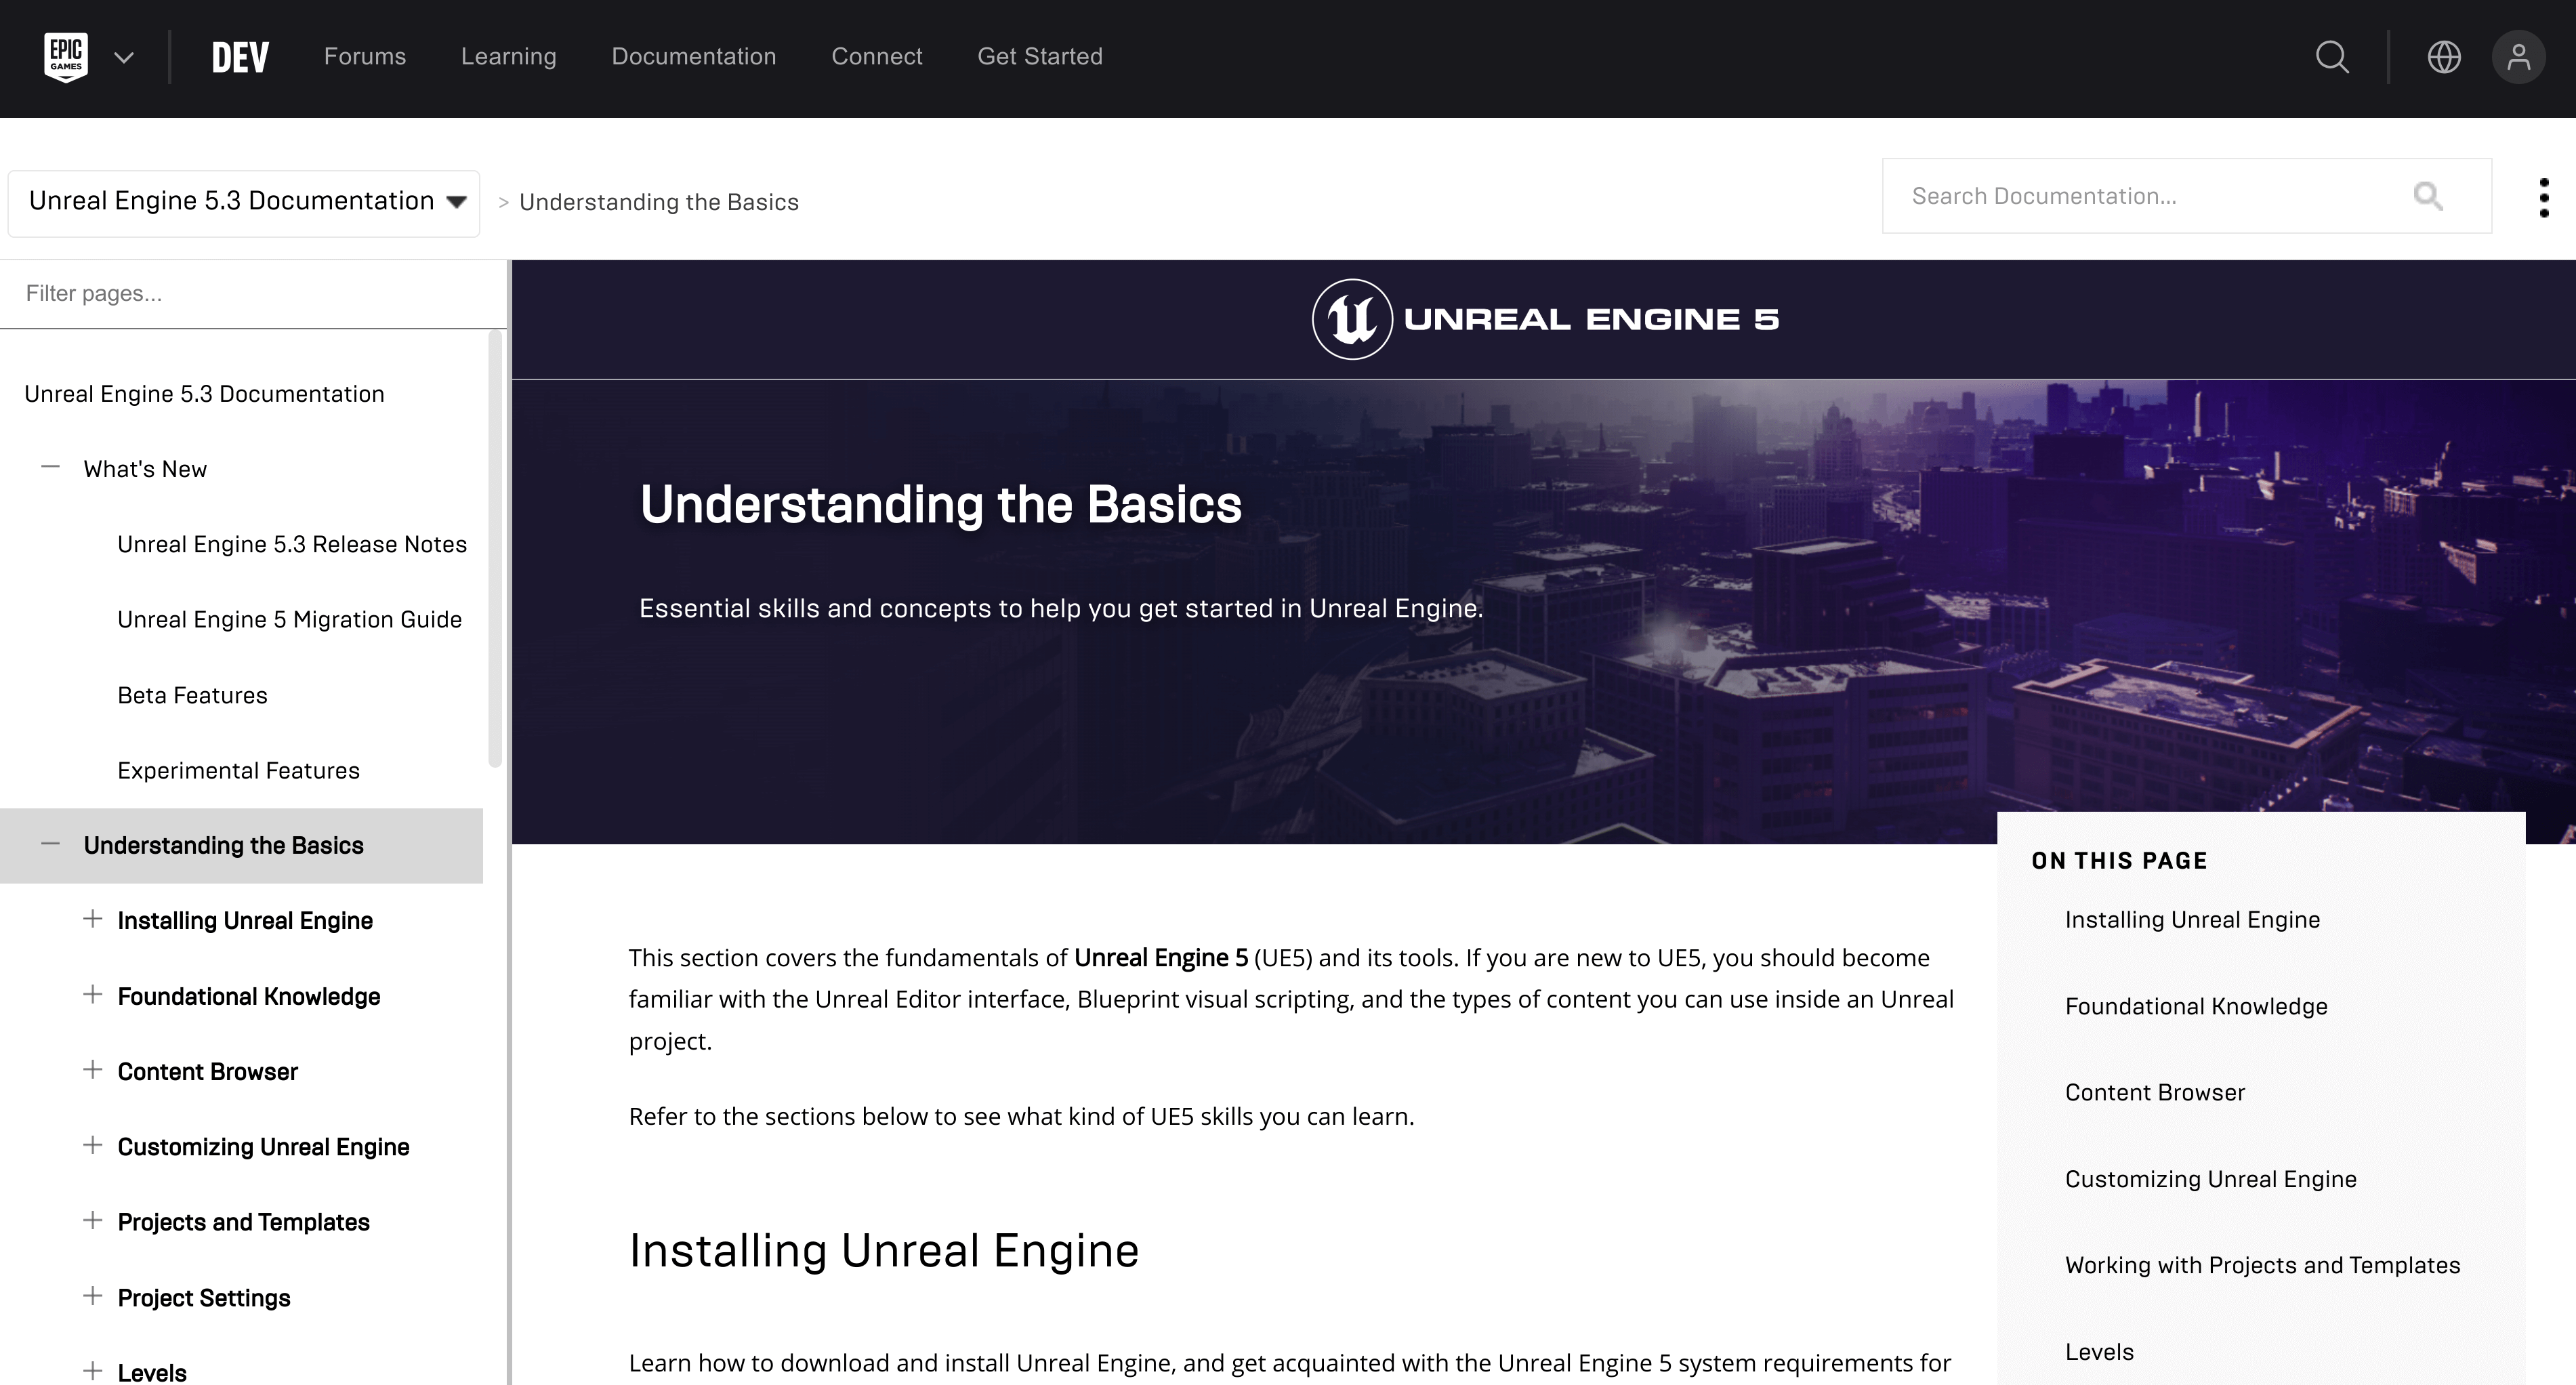 EPIC
GAMES
DEV
Forums
Learning
Documentation
Connect
Get Started
Unreal Engine 5.3 Documentation
> Understanding the Basics
Search Documentation...
Filter pages...
Unreal Engine 5.3 Documentation
What's New
Unreal Engine 5.3 Release Notes
Unreal Engine 5 Migration Guide
Beta Features
Experimental Features
Understanding the Basics
Installing Unreal Engine
Foundational Knowledge
Content Browser
Customizing Unreal Engine
Projects and Templates
Project Settings
Levels
UNREAL ENGINE 5
Understanding the Basics
Essential skills and concepts to help you get started in Unreal Engine.
This section covers the fundamentals of Unreal Engine 5 (UE5) and its tools. If you are new to UE5, you should become
familiar with the Unreal Editor interface, Blueprint visual scripting, and the types of content you can use inside an Unreal
project.
Refer to the sections below to see what kind of UE5 skills you can learn.
Installing Unreal Engine
Learn how to download and install Unreal Engine, and get acquainted with the Unreal Engine 5 system requirements for
ON THIS PAGE
Installing Unreal Engine
Foundational Knowledge
Content Browser
Customizing Unreal Engine
Working with Projects and Templates
Levels